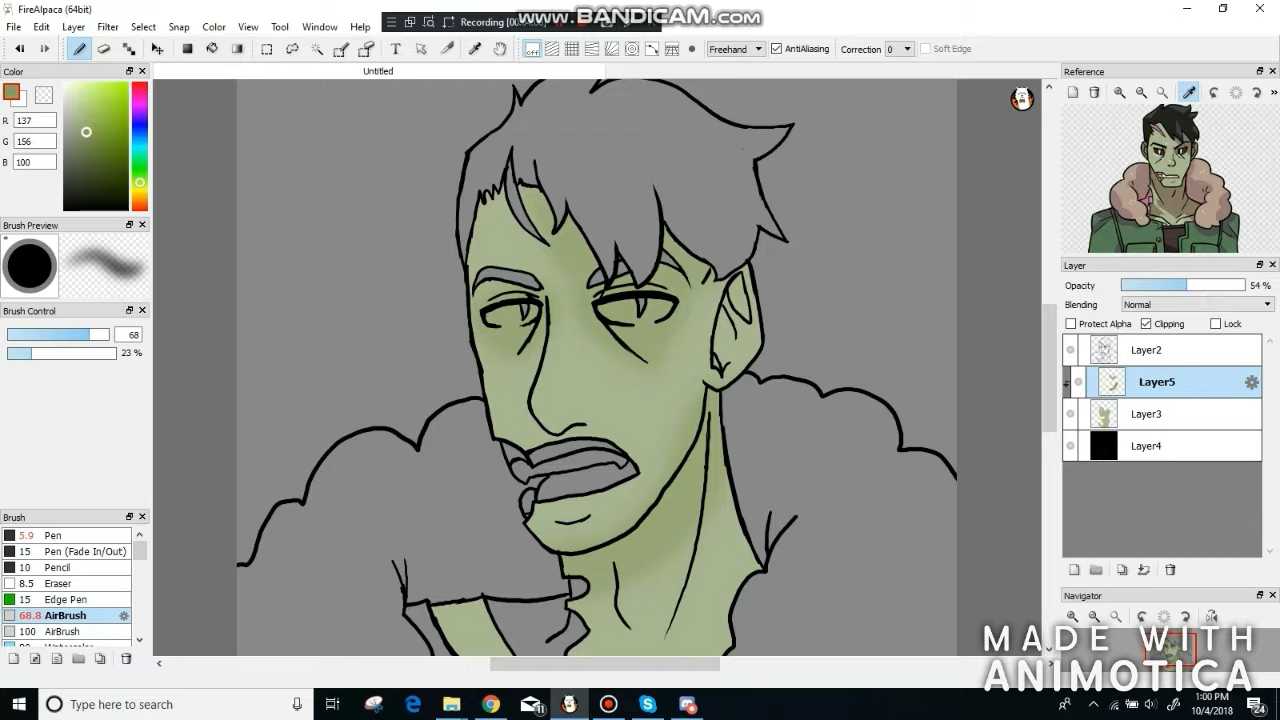 FireAlpaca (64bit)
Recording [00:
www.BANDICAM.com
File Edit Layer Filter Select Snap Color View Tool Window Help
T off Freehand AntiAliasing Correction 0 Soft Edge
Color
Untitled
Reference
R 137
G 156
B 100
Brush Preview
Brush Control
68
23 %
Layer
Opacity 54 %
Blending Normal
Protect Alpha Clipping Lock
Layer2
Layer5
Layer3
Layer4
Brush
5.9 Pen
15 Pen (Fade In/Out)
10 Pencil
8.5 Eraser
15 Edge Pen
68.8 AirBrush
100 AirBrush
Navigator
MADE WITH
ANIMOTICA
Type here to search
11
1:00 PM
10/4/2018
24